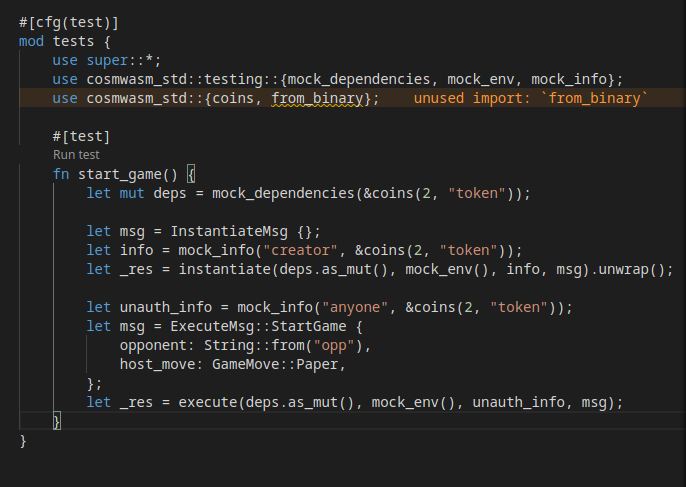 #[cfg(test)]
mod tests {
    use super::*;
    use cosmwasm_std::testing::{mock_dependencies, mock_env, mock_info};
    use cosmwasm_std::{coins, from_binary};    unused import: `from_binary`
    #[test]
    Run test
    fn start_game() {
        let mut deps = mock_dependencies(&coins(2, "token"));
        let msg = InstantiateMsg {};
        let info = mock_info("creator", &coins(2, "token"));
        let _res = instantiate(deps.as_mut(), mock_env(), info, msg).unwrap();
        let unauth_info = mock_info("anyone", &coins(2, "token"));
        let msg = ExecuteMsg::StartGame {
            opponent: String::from("opp"),
            host_move: GameMove::Paper,
        };
        let _res = execute(deps.as_mut(), mock_env(), unauth_info, msg);
    }
}